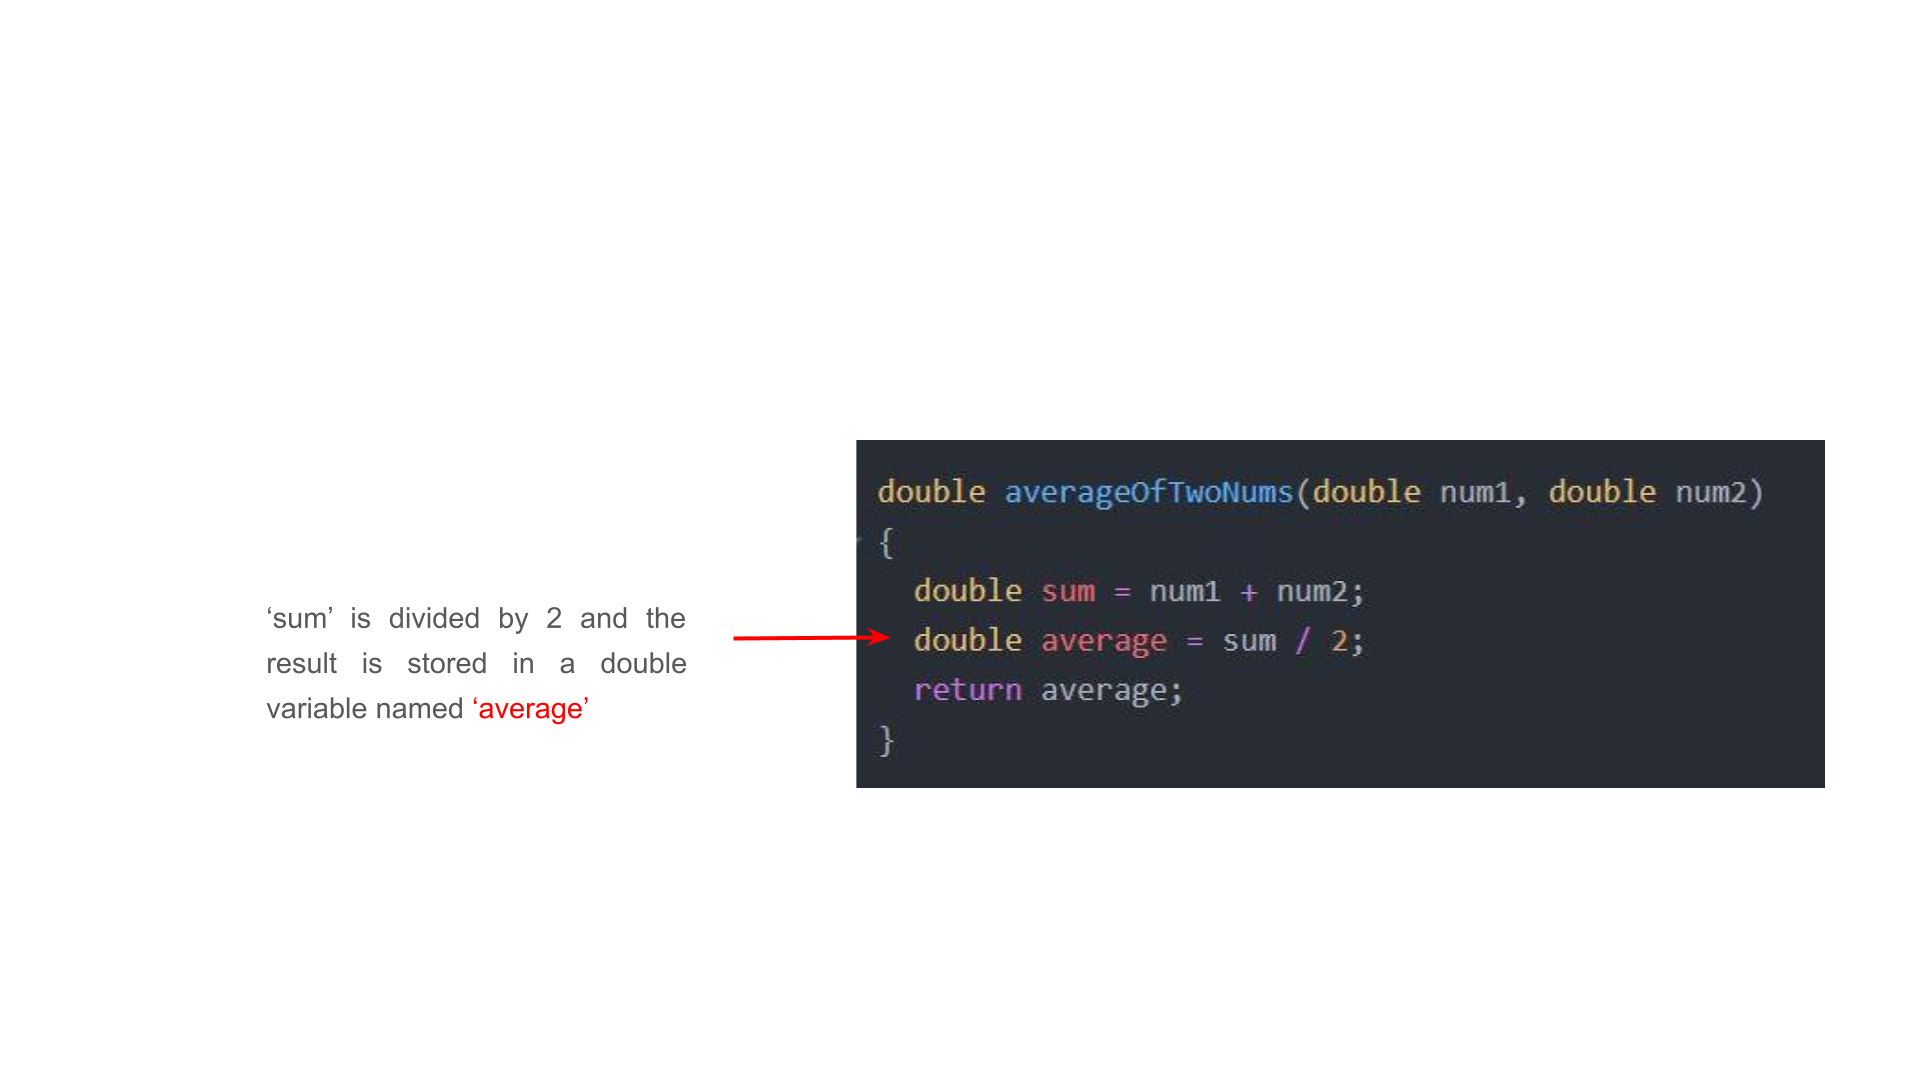 ‘sum’ is divided by 2 and the
result is stored in a double
variable named ‘average’
double averageOfTwoNums(double num1, double num2)
{
  double sum = num1 + num2;
  double average = sum / 2;
  return average;
}